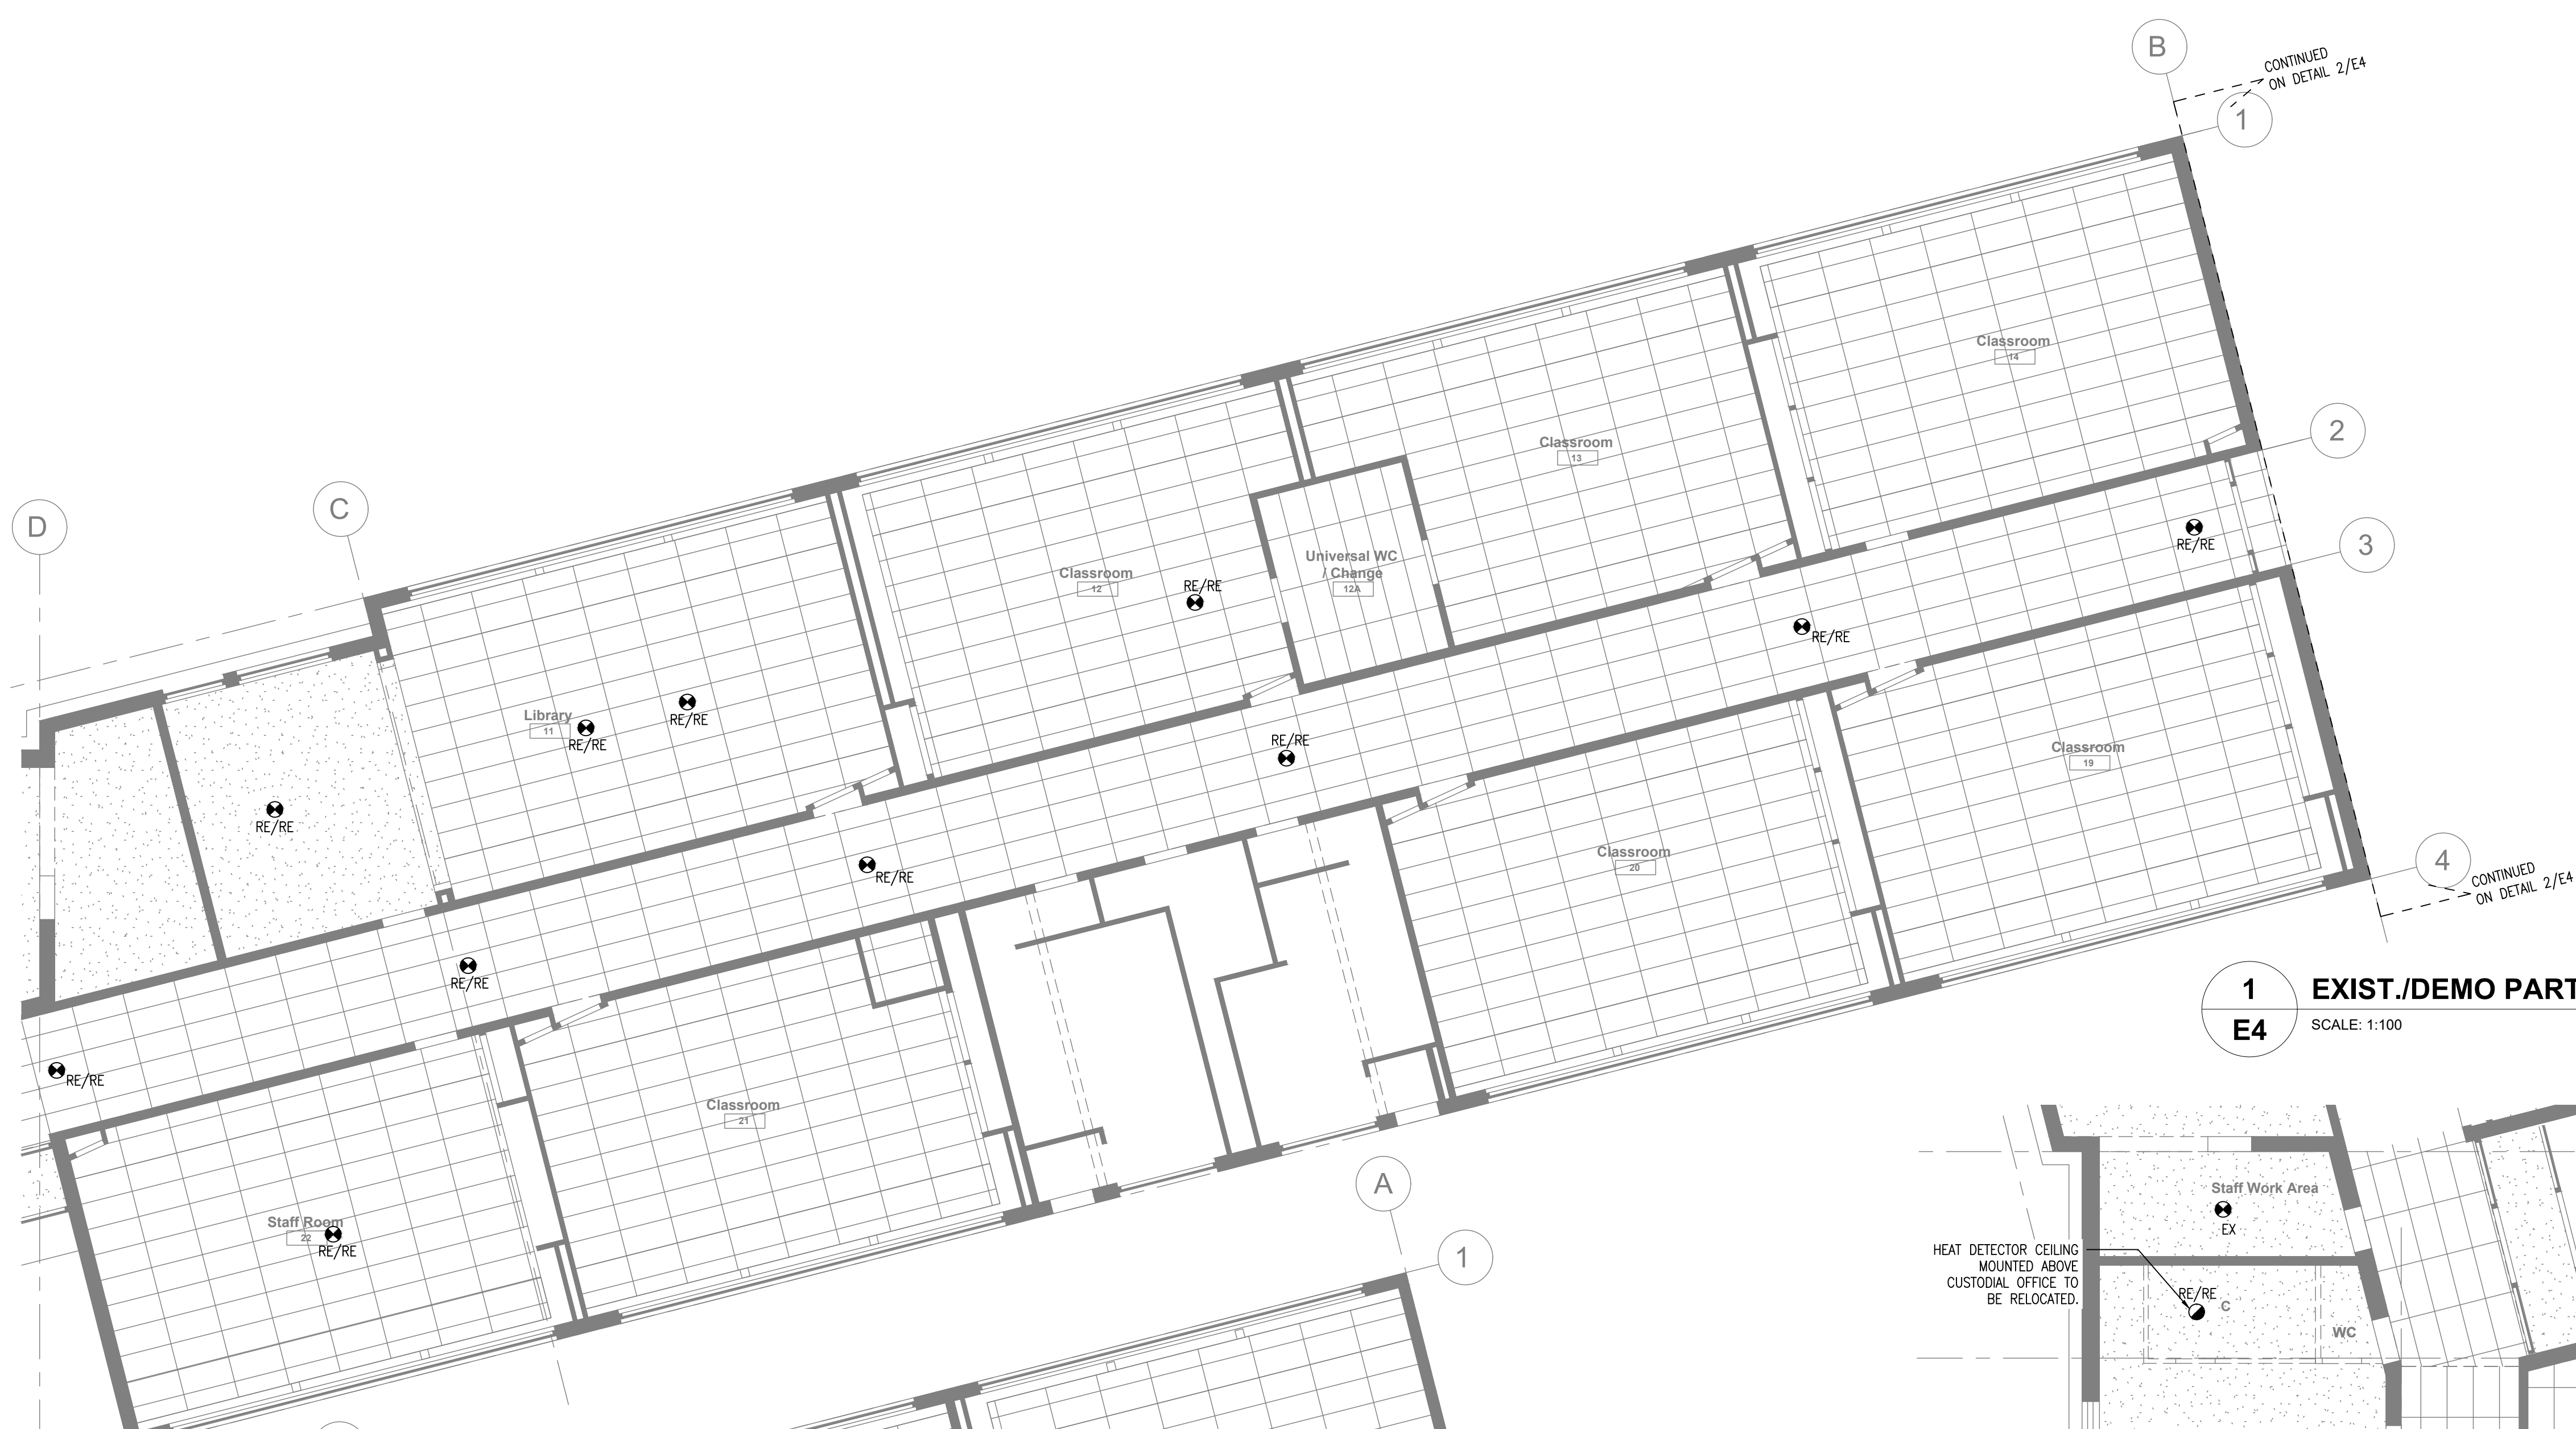 B
CONTINUED
ON DETAIL 2/E4
1
Classroom
14
2
Classroom
13
C
D
3
RE/RE
Universal WC
/ Change
12A
Classroom
12
RE/RE
RE/RE
Library
11
RE/RE
RE/RE
RE/RE
Classroom
19
RE/RE
RE/RE
Classroom
20
4
CONTINUED
ON DETAIL 2/E4
RE/RE
1
E4
EXIST./DEMO PART
SCALE: 1:100
RE/RE
Classroom
21
A
Staff Room
22
RE/RE
1
Staff Work Area
EX
HEAT DETECTOR CEILING
MOUNTED ABOVE
CUSTODIAL OFFICE TO
BE RELOCATED.
RE/RE
C
WC